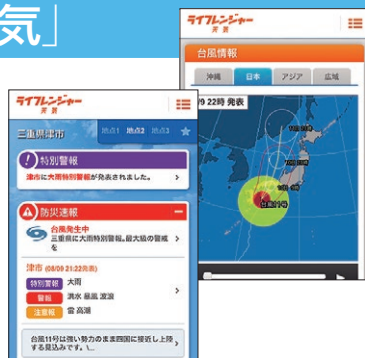 気」
ライフレンジャー
天気
台風情報
沖縄
日本
アジア
広域
/9 22時 発表
台風11号
ライフレンジャー
天気
三重県津市
地点1
地点2
地点3
特別警報
津市に大雨特別警報が発表されました。
防災速報
台風発生中
三重県に大雨特別警報。最大級の警戒
を
津市 (08/09 21:22発表)
特別警報 大雨
警報 洪水 暴風 波浪
注意報 雷 高潮
台風11号は強い勢力のまま四国に接近し上陸
する見込みです。\...